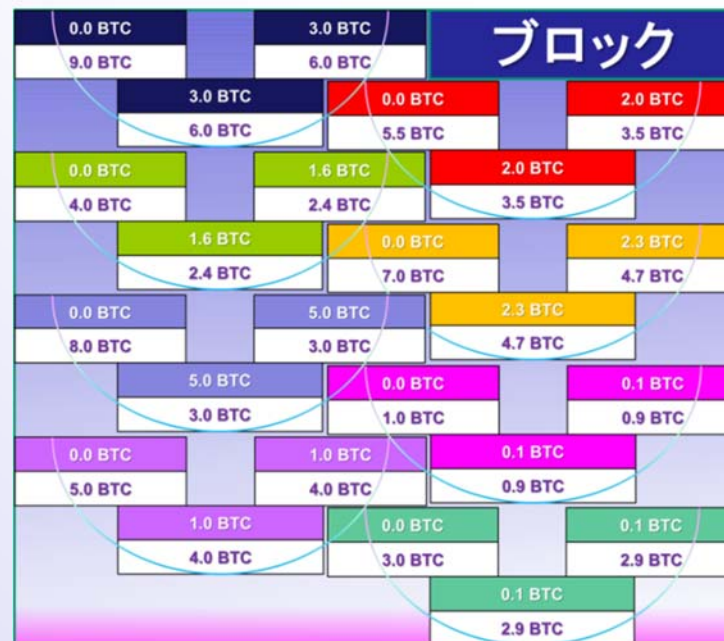 ブロック
0.0 BTC
9.0 BTC
3.0 BTC
6.0 BTC
3.0 BTC
6.0 BTC
0.0 BTC
5.5 BTC
2.0 BTC
3.5 BTC
2.0 BTC
3.5 BTC
0.0 BTC
4.0 BTC
1.6 BTC
2.4 BTC
1.6 BTC
2.4 BTC
0.0 BTC
7.0 BTC
2.3 BTC
4.7 BTC
2.3 BTC
4.7 BTC
0.0 BTC
8.0 BTC
5.0 BTC
3.0 BTC
5.0 BTC
3.0 BTC
0.0 BTC
1.0 BTC
0.1 BTC
0.9 BTC
0.1 BTC
0.9 BTC
0.0 BTC
5.0 BTC
1.0 BTC
4.0 BTC
1.0 BTC
4.0 BTC
0.0 BTC
3.0 BTC
0.1 BTC
2.9 BTC
0.1 BTC
2.9 BTC